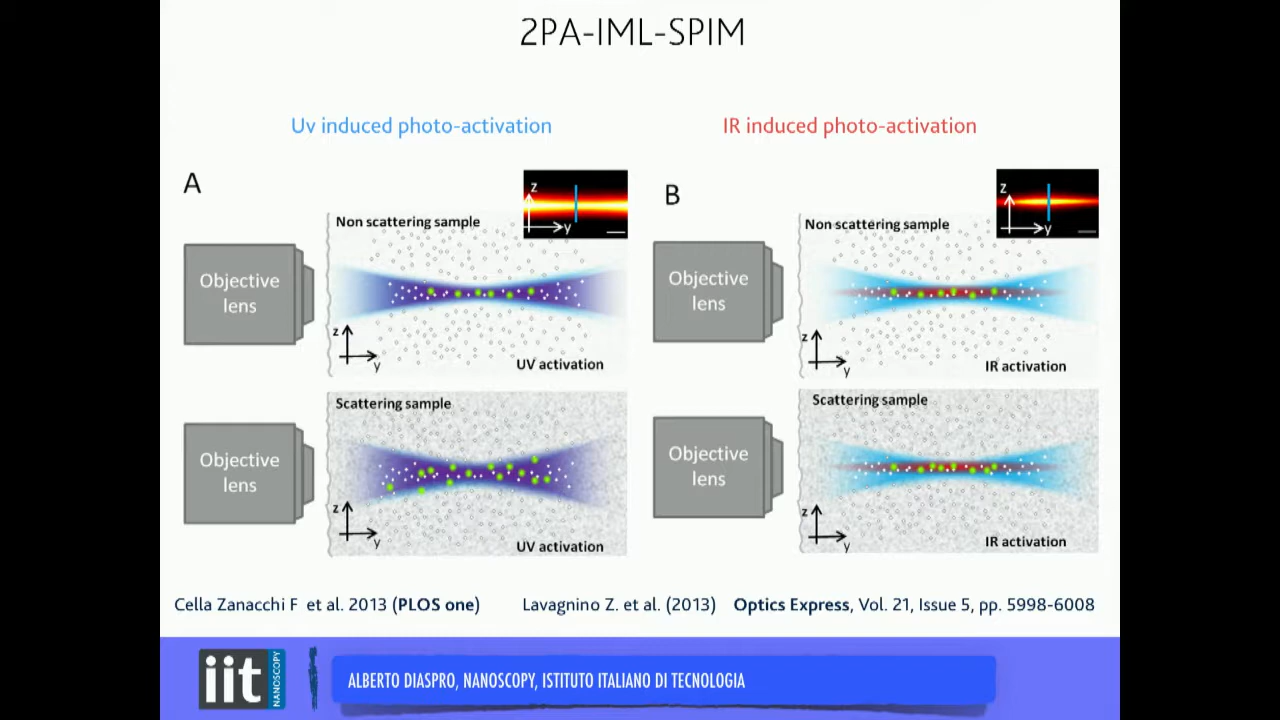 2PA-IML-SPIM
Uv induced photo-activation
IR induced photo-activation
A
Non scattering sample
z
y
Objective
lens
z
y
UV activation
Scattering sample
Objective
lens
z
y
UV activation
B
Non scattering sample
z
y
Objective
lens
z
y
IR activation
Scattering sample
Objective
lens
z
y
IR activation
Cella Zanacchi F et al. 2013 (PLOS one)
Lavagnino Z. et al. (2013) Optics Express, Vol. 21, Issue 5, pp. 5998-6008
iit
NANOSCOPY
ALBERTO DIASPRO, NANOSCOPY, ISTITUTO ITALIANO DI TECNOLOGIA